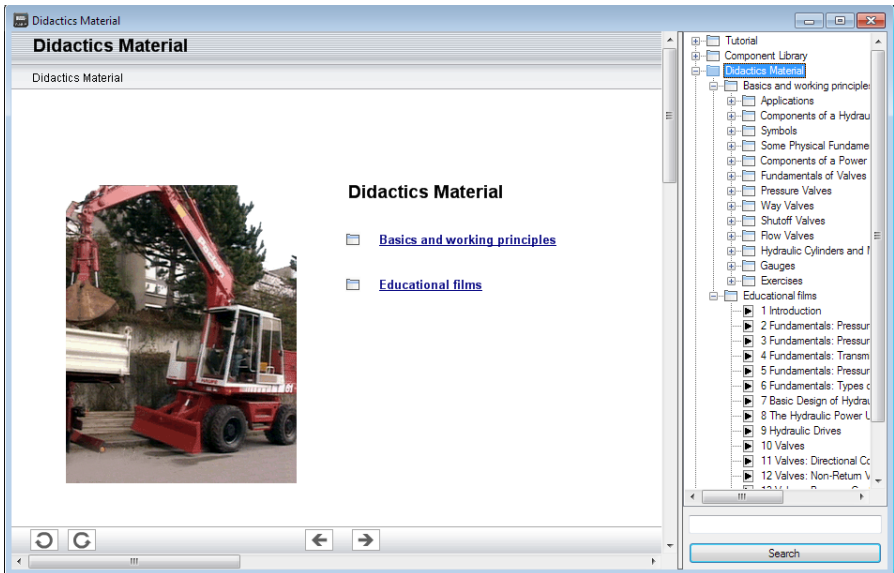 Didactics Material
Didactics Material
Didactics Material
Didactics Material
Basics and working principles
Educational films
Tutorial
Component Library
Didactics Material
Basics and working principles
Applications
Components of a Hydrau
Symbols
Some Physical Fundame
Components of a Power
Fundamentals of Valves
Pressure Valves
Way Valves
Shutoff Valves
Flow Valves
Hydraulic Cylinders and
Gauges
Exercises
Educational films
1 Introduction
2 Fundamentals: Pressur
3 Fundamentals: Pressur
4 Fundamentals: Transm
5 Fundamentals: Pressur
6 Fundamentals: Types
7 Basic Design of Hydrau
8 The Hydraulic Power
9 Hydraulic Drives
10 Valves
11 Valves: Directional Co
12 Valves: Non-Return V
Search